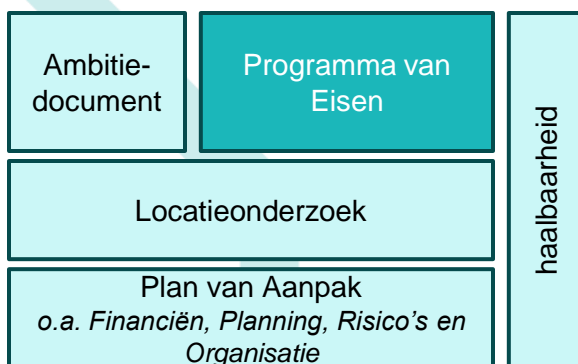 Ambitie-
document
Programma van
Eisen
Locatieonderzoek
Plan van Aanpak
o.a. Financiën, Planning, Risico's en
Organisatie
haalbaarheid